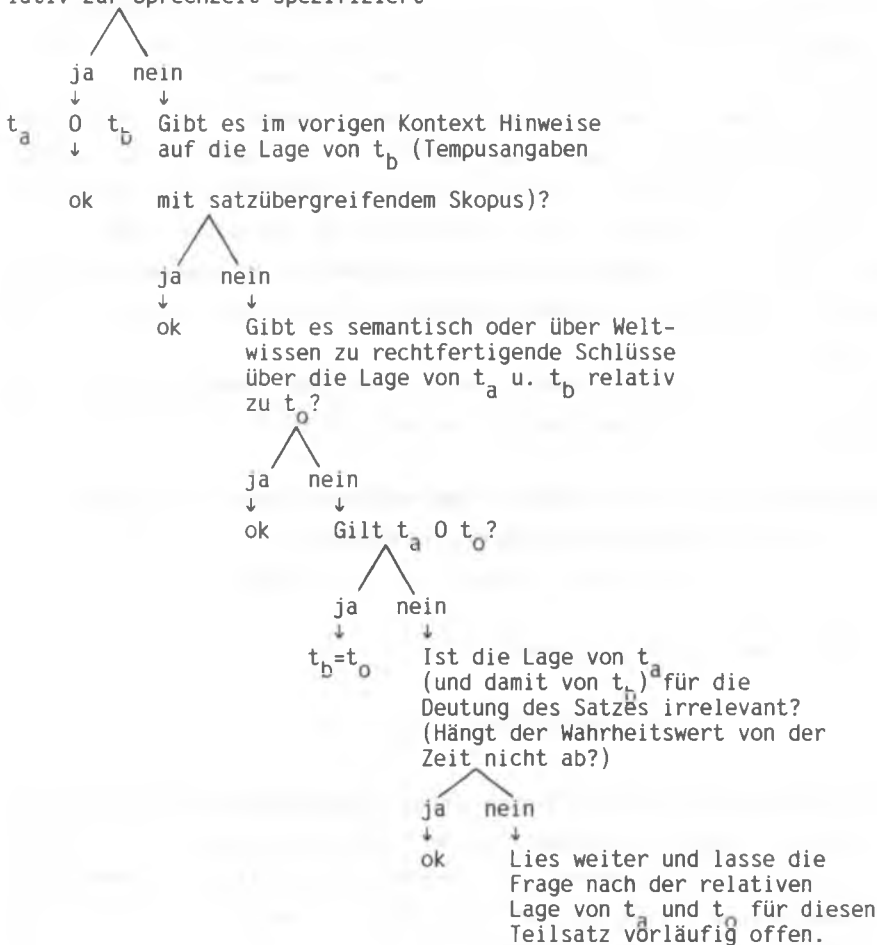 lativ zur Sprechzeit spezifiziert
ja nein
↓ ↓
t_a O t_b Gibt es im vorigen Kontext Hinweise
↓ auf die Lage von t_b (Tempusangaben
ok mit satzübergreifendem Skopus)?
ja nein
↓ ↓
ok Gibt es semantisch oder über Welt-
wissen zu rechtfertigende Schlüsse
über die Lage von t_a u. t_b relativ
zu t_o?
ja nein
↓ ↓
ok Gilt t_a O t_o?
ja nein
↓ ↓
t_b=t_o Ist die Lage von t_a
(und damit von t_b) für die
Deutung des Satzes irrelevant?
(Hängt der Wahrheitswert von der
Zeit nicht ab?)
ja nein
↓ ↓
ok Lies weiter und lasse die
Frage nach der relativen
Lage von t_a und t_o für diesen
Teilsatz vorläufig offen.